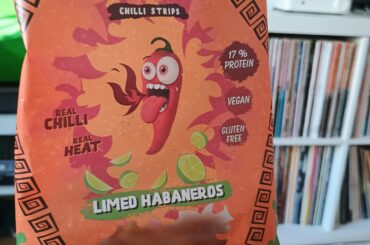 CHILLI STRIPS
17 %
PROTEIN
REAL
CHILLI
VEGAN
REAL
HEAT
GLUTEN
FREE
LIMED HABANEROS